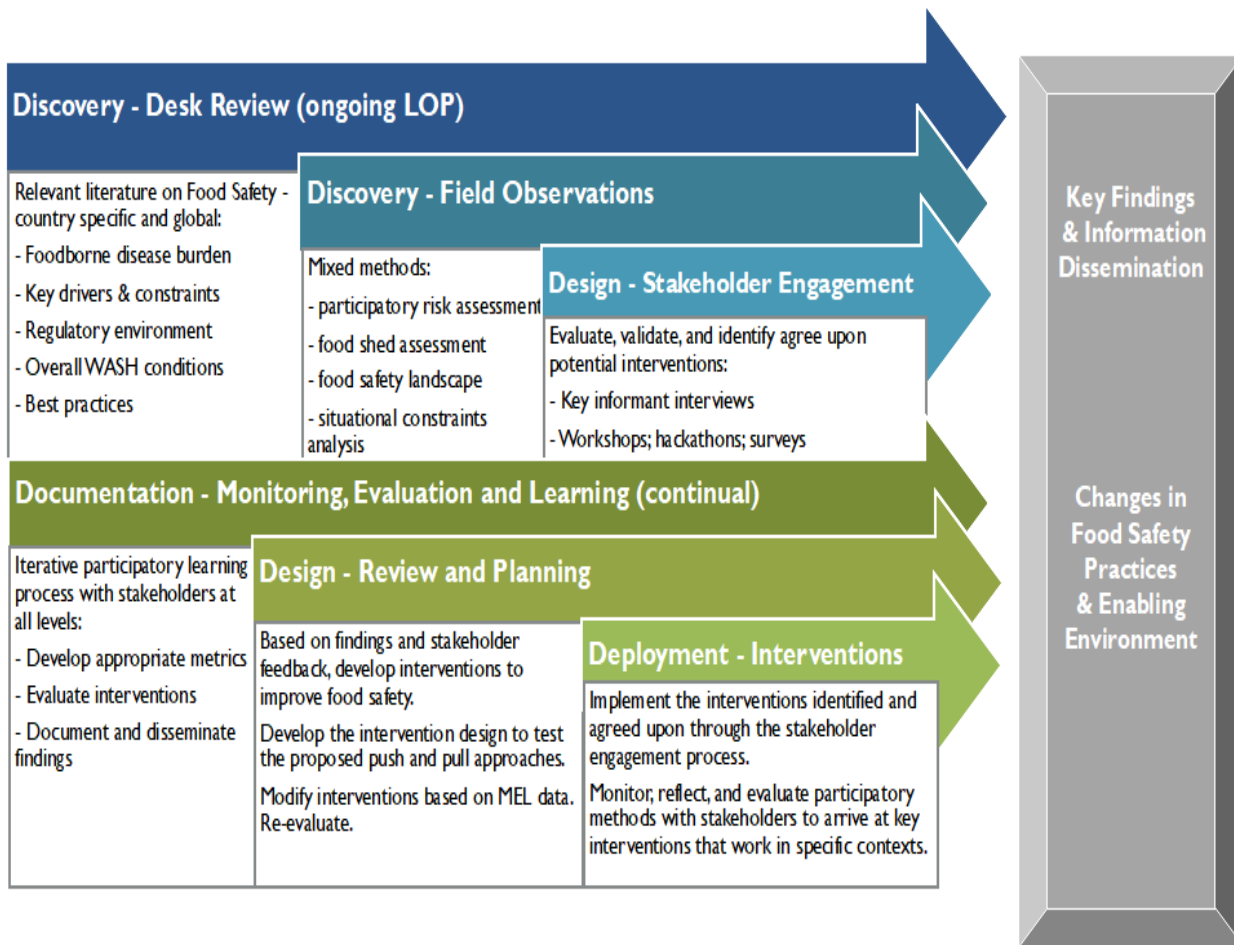 Discovery - Desk Review (ongoing LOP)
Relevant literature on Food Safety -
country specific and global:
- Foodborne disease burden
- Key drivers & constraints
- Regulatory environment
- Overall WASH conditions
- Best practices
Discovery - Field Observations
Mixed methods:
- participatory risk assessment
- food shed assessment
- food safety landscape
- situational constraints
analysis
Design - Stakeholder Engagement
Evaluate, validate, and identify agree upon
potential interventions:
- Key informant interviews
- Workshops; hackathons; surveys
Documentation - Monitoring, Evaluation and Learning (continual)
Iterative participatory learning
process with stakeholders at
all levels:
- Develop appropriate metrics
- Evaluate interventions
- Document and disseminate
findings
Design - Review and Planning
Based on findings and stakeholder
feedback, develop interventions to
improve food safety.
Develop the intervention design to test
the proposed push and pull approaches.
Modify interventions based on MEL data.
Re-evaluate.
Deployment - Interventions
Implement the interventions identified and
agreed upon through the stakeholder
engagement process.
Monitor, reflect, and evaluate participatory
methods with stakeholders to arrive at key
interventions that work in specific contexts.
Key Findings
& Information
Dissemination
Changes in
Food Safety
Practices
& Enabling
Environment